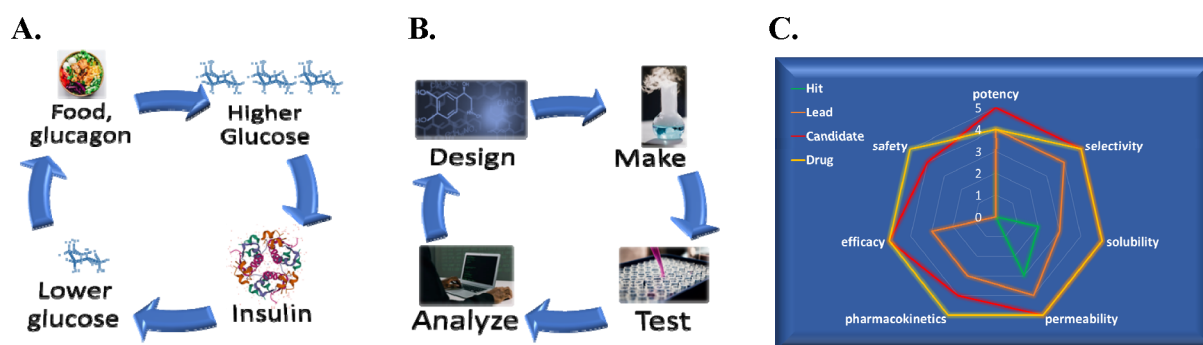 A.
Food,
glucagon
Higher
Glucose
Lower
glucose
Insulin
B.
Design
Make
Analyze
Test
C.
Hit
Lead
Candidate
Drug
potency
selectivity
solubility
permeability
pharmacokinetics
efficacy
safety
5
4
3
2
1
0